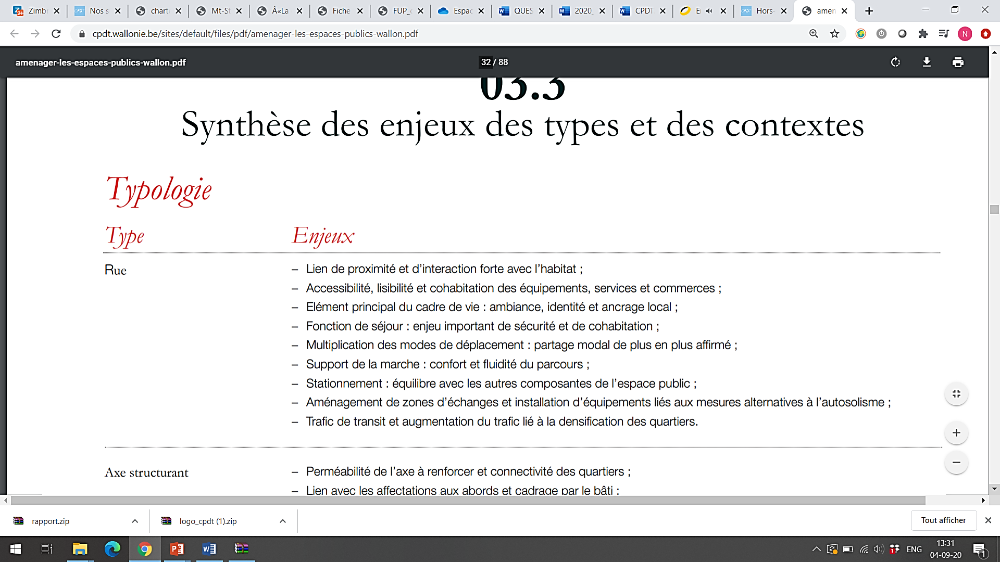 Zimbr
Nos s
chart
Mt-St
Â«La
Fiche
FUP_
Espac
QUES
2020_
CPDT
Hors-
amen
cpdt.wallonie.be/sites/default/files/pdf/amenager-les-espaces-publics-wallon.pdf
N
amenager-les-espaces-publics-wallon.pdf
32 / 88
03.3
Synthèse des enjeux des types et des contextes
Typologie
Type Enjeux
Rue
– Lien de proximité et d’interaction forte avec l’habitat ;
– Accessibilité, lisibilité et cohabitation des équipements, services et commerces ;
– Elément principal du cadre de vie : ambiance, identité et ancrage local ;
– Fonction de séjour : enjeu important de sécurité et de cohabitation ;
– Multiplication des modes de déplacement : partage modal de plus en plus affirmé ;
– Support de la marche : confort et fluidité du parcours ;
– Stationnement : équilibre avec les autres composantes de l’espace public ;
– Aménagement de zones d’échanges et installation d’équipements liés aux mesures alternatives à l’autosolisme ;
– Trafic de transit et augmentation du trafic lié à la densification des quartiers.
Axe structurant
– Perméabilité de l’axe à renforcer et connectivité des quartiers ;
– Lien avec les affectations aux abords et cadrage par le bâti ;
rapport.zip
logo_cpdt (1).zip
Tout afficher
ENG
13:31
04-09-20
1